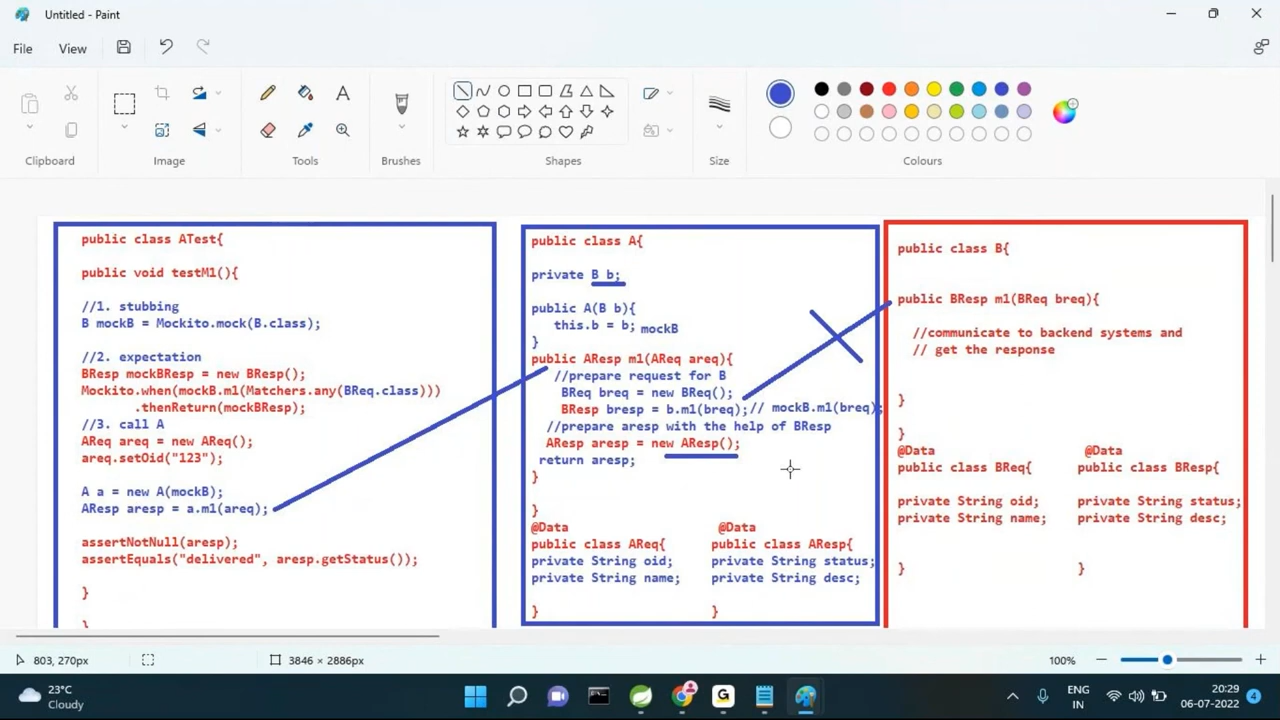 Untitled - Paint
File
View
Clipboard
Image
Tools
Brushes
Shapes
Size
Colours
public class ATest{
public void testM1(){
//1. stubbing
B mockB = Mockito.mock(B.class);
//2. expectation
BResp mockBResp = new BResp();
Mockito.when(mockB.m1(Matchers.any(BReq.class)))
.thenReturn(mockBResp);
//3. call A
AReq areq = new AReq();
areq.setOid("123");
A a = new A(mockB);
AResp aresp = a.m1(areq);
assertNotNull(aresp);
assertEquals("delivered", aresp.getStatus());
}
}
public class A{
private B b;
public A(B b){
this.b = b; mockB
}
public AResp m1(AReq areq){
//prepare request for B
BReq breq = new BReq();
BResp bresp = b.m1(breq);// mockB.m1(breq);
//prepare aresp with the help of BResp
AResp aresp = new AResp();
return aresp;
}
}
@Data @Data
public class AReq{ public class AResp{
private String oid; private String status;
private String name; private String desc;
} }
public class B{
public BResp m1(BReq breq){
//communicate to backend systems and
// get the response
}
}
@Data @Data
public class BReq{ public class BResp{
private String oid; private String status;
private String name; private String desc;
} }
803, 270px
3846 × 2886px
100%
23°C
Cloudy
ENG
IN
20:29
06-07-2022
4